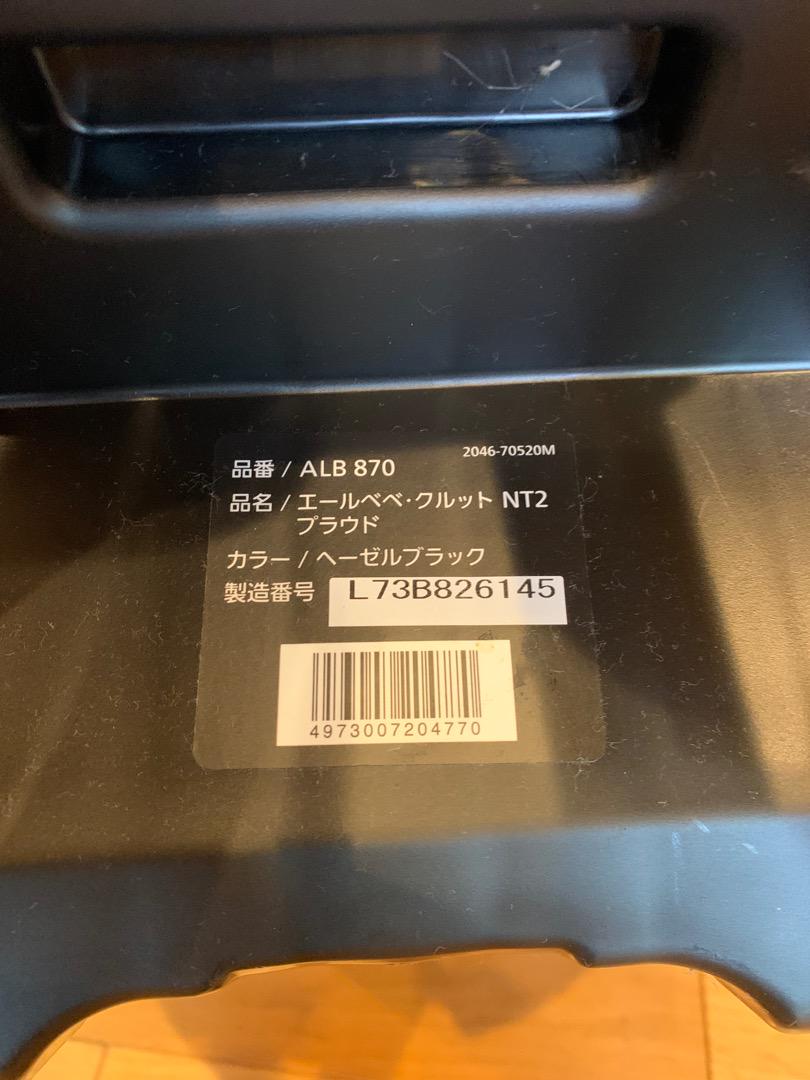 2046-70520M
品番 / ALB 870
品名 / エールベベ・クルット NT2
プラウド
カラー / ヘーゼルブラック
製造番号 L73B826145
4973007204770